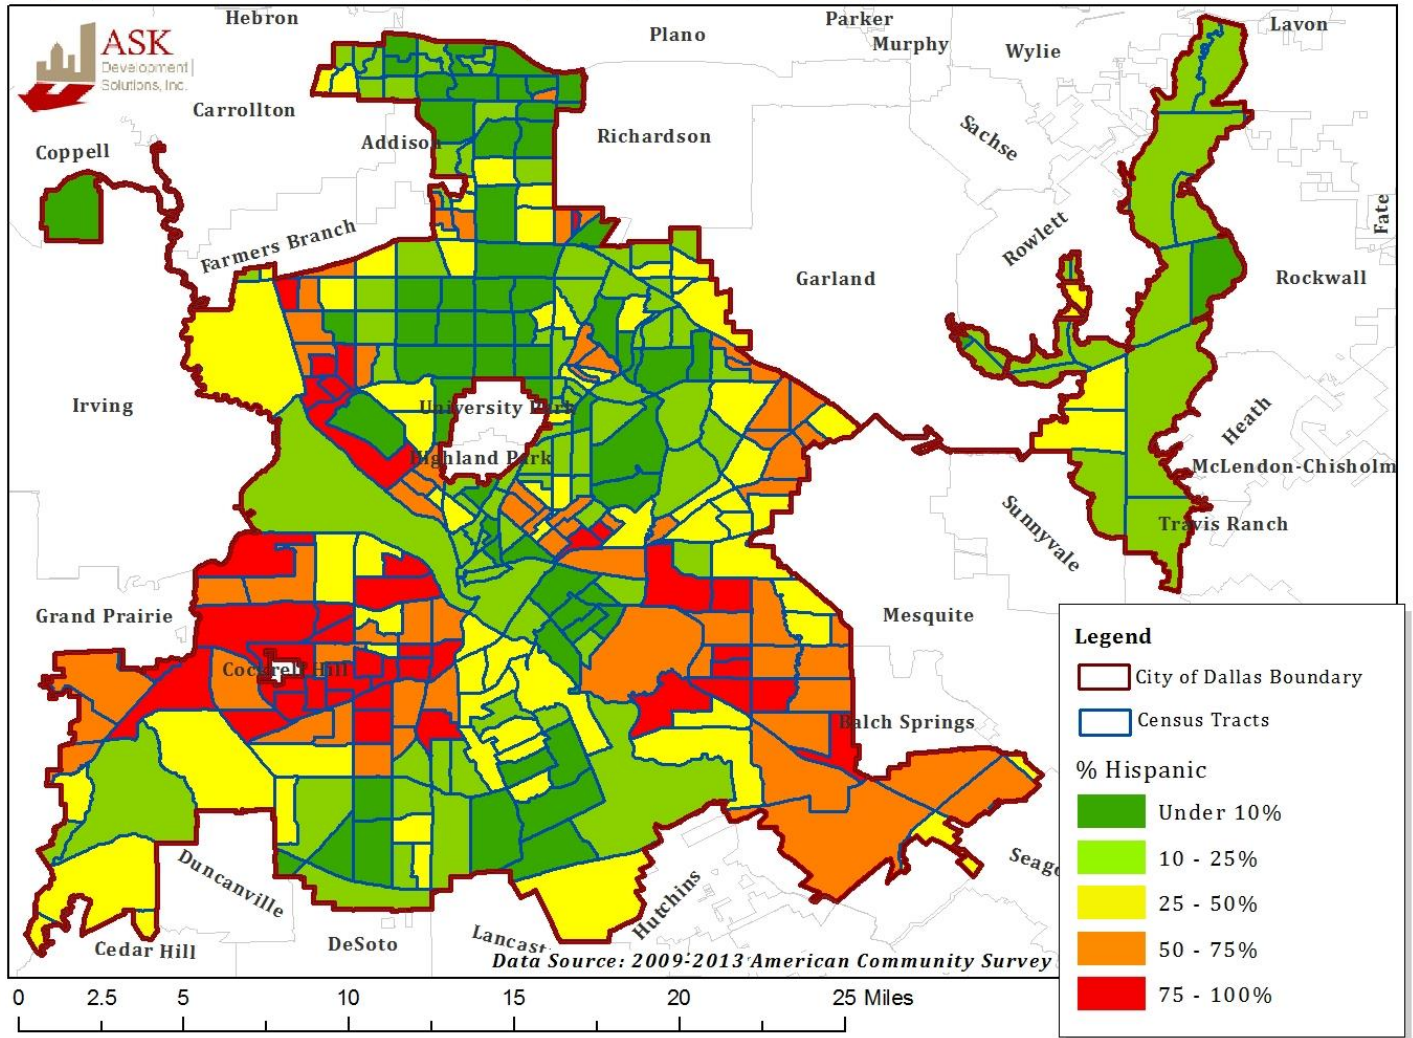 Hebron
Parker
Lavon
Plano
Murphy
Wylie
ASK
Development
Solutions, Inc.
Carrollton
Addison
Richardson
Sachse
Coppell
Fate
Farmers Branch
Rowlett
Garland
Rockwall
Irving
University Park
Heath
Highland Park
McLendon-Chisholm
Sunnyvale
Travis Ranch
Grand Prairie
Mesquite
Cockrell Hill
Balch Springs
Duncanville
Seago
Hutchins
Cedar Hill
DeSoto
Lancast
Data Source: 2009-2013 American Community Survey
Legend
City of Dallas Boundary
Census Tracts
% Hispanic
Under 10%
10 - 25%
25 - 50%
50 - 75%
75 - 100%
0 2.5 5 10 15 20 25 Miles